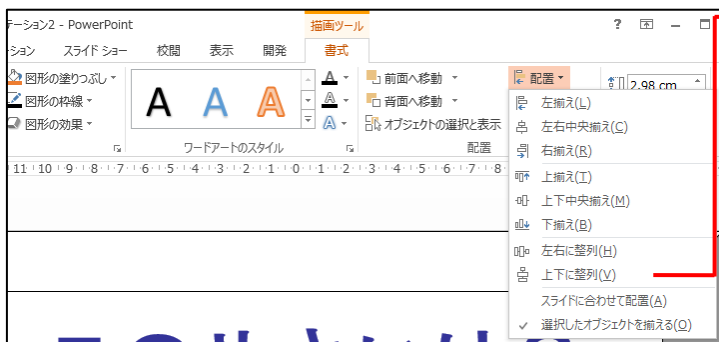 テーション2 - PowerPoint 描画ツール ?
ション スライド ショー 校閲 表示 開発 書式
図形の塗りつぶし A A A A 前面へ移動 配置 2.98 cm
図形の枠線 A 背面へ移動
図形の効果 A オブジェクトの選択と表示
ワードアートのスタイル 配置
11 10 9 8 7 6 5 4 3 2 1 0 1 2 3 4 5 6 7 8
左揃え(L)
左右中央揃え(C)
右揃え(R)
上揃え(T)
上下中央揃え(M)
下揃え(B)
左右に整列(H)
上下に整列(V)
スライドに合わせて配置(A)
選択したオブジェクトを揃える(O)